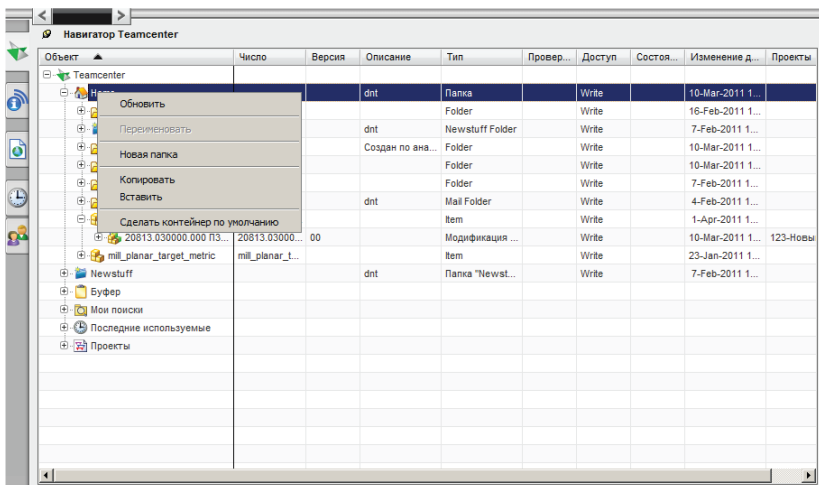 Навигатор Teamcenter
Объект Число Версия Описание Тип Провер... Доступ Состоя... Изменение д... Проекты
Teamcenter
dnt Папка Write 10-Mar-2011 1...
Обновить
Folder Write 16-Feb-2011 1...
Переименовать
dnt Newstuff Folder Write 7-Feb-2011 1...
Создан по ана... Folder Write 10-Mar-2011 1...
Новая папка
Folder Write 10-Mar-2011 1...
Копировать
Folder Write 7-Feb-2011 1...
Вставить
dnt Mail Folder Write 4-Feb-2011 1...
Сделать контейнер по умолчанию
Item Write 1-Apr-2011 1...
20813.030000.000 ПЗ... 20813.03000... 00 Модификация ... Write 10-Mar-2011 1... 123-Новы
mill_planar_target_metric mill_planar_t... Item Write 23-Jan-2011 1...
Newstuff dnt Папка "Newst... Write 7-Feb-2011 1...
Буфер
Мои поиски
Последние используемые
Проекты